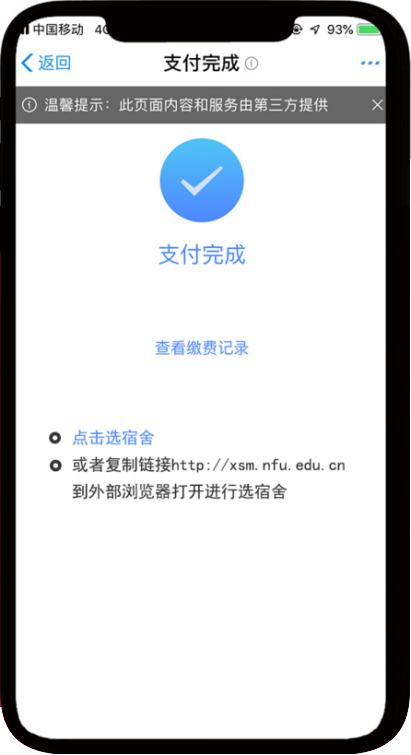 中国移动 4G 93%
返回 支付完成
温馨提示：此页面内容和服务由第三方提供
支付完成
查看缴费记录
点击选宿舍
或者复制链接http://xsm.nfu.edu.cn
到外部浏览器打开进行选宿舍